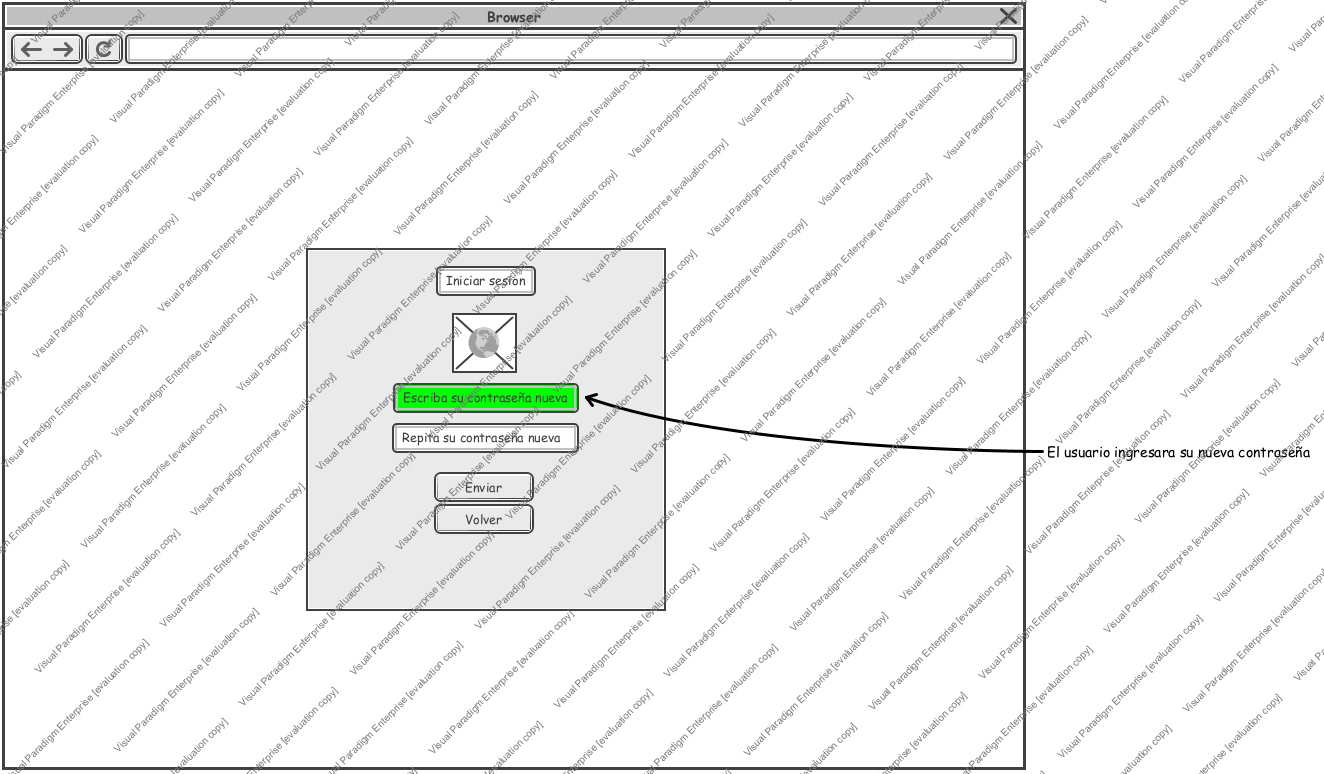 Browser
Iniciar sesión
Escriba su contraseña nueva
Repita su contraseña nueva
Enviar
Volver
El usuario ingresara su nueva contraseña
Visual Paradigm Enterprise [evaluation copy]